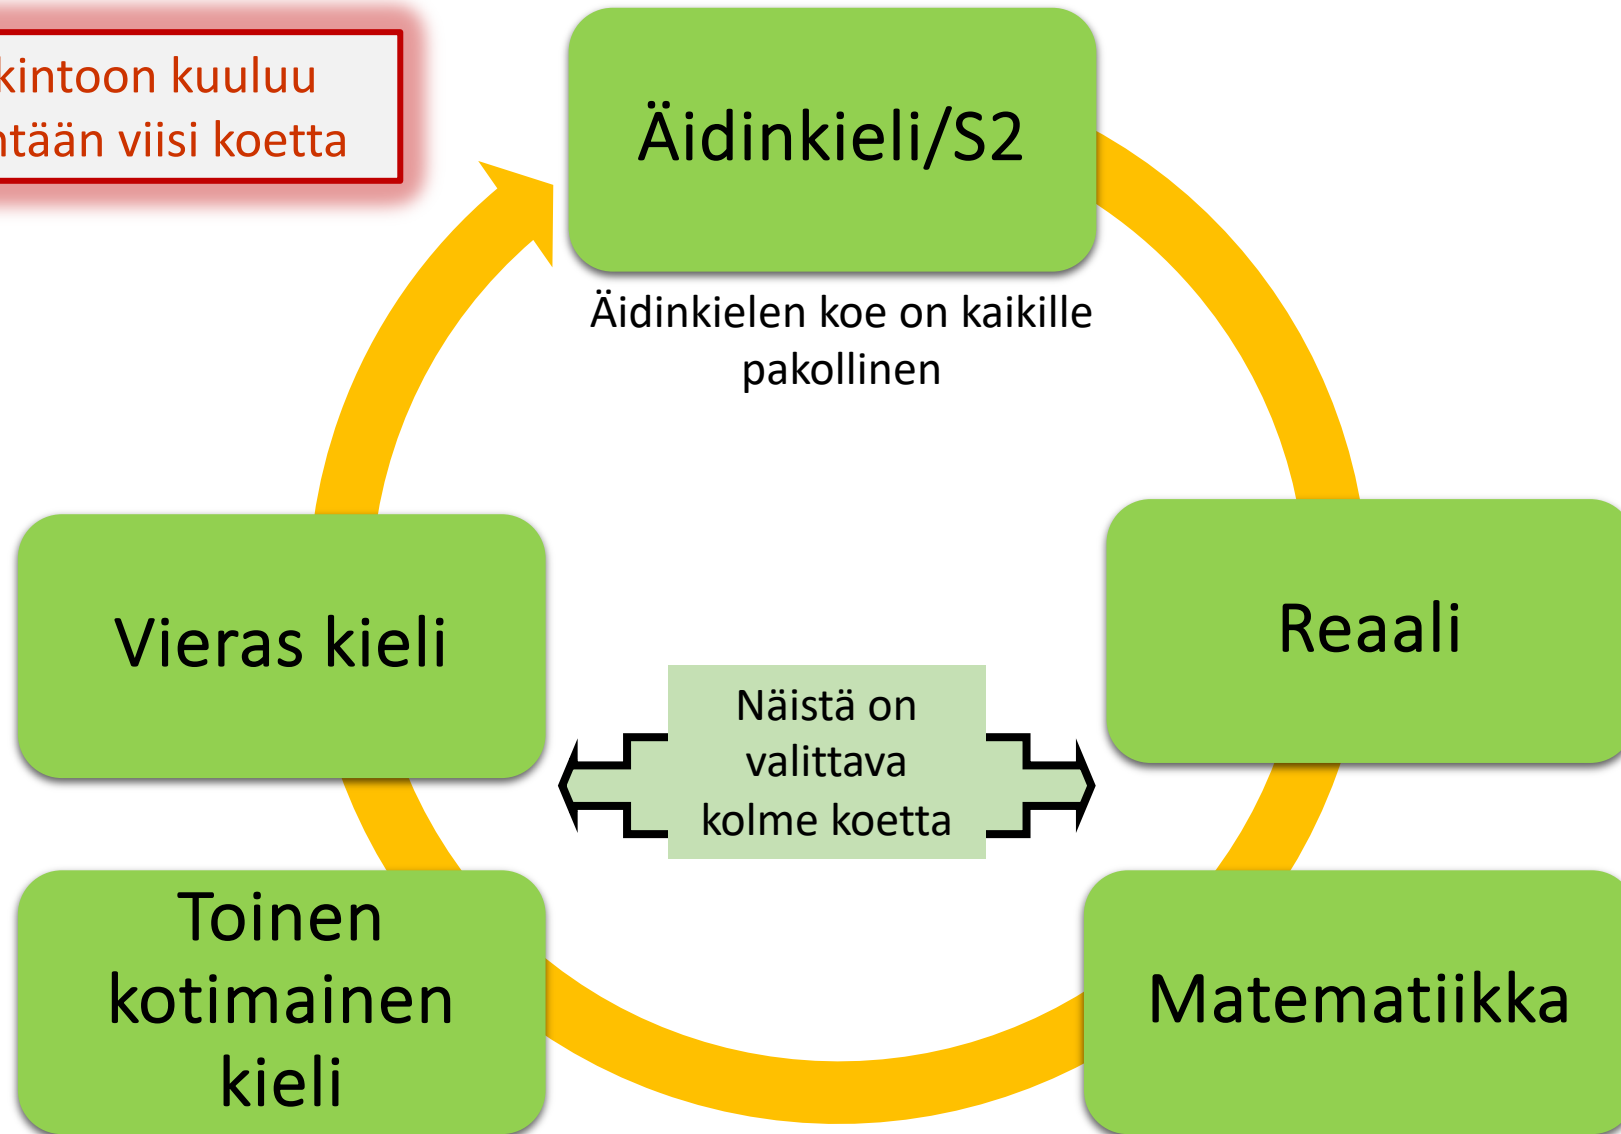 kintoon kuuluu
ntään viisi koetta
Äidinkieli/S2
Äidinkielen koe on kaikille
pakollinen
Vieras kieli
Reaali
Näistä on
valittava
kolme koetta
Toinen
kotimainen
kieli
Matematiikka